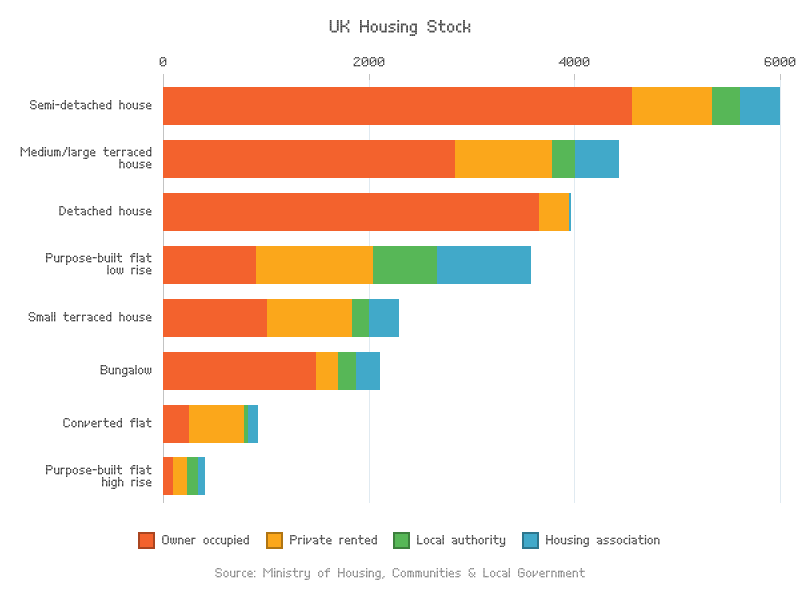 UK Housing Stock
0 2000 4000 6000
Semi-detached house
Medium/large terraced
house
Detached house
Purpose-built flat
low rise
Small terraced house
Bungalow
Converted flat
Purpose-built flat
high rise
Owner occupied Private rented Local authority Housing association
Source: Ministry of Housing, Communities & Local Government